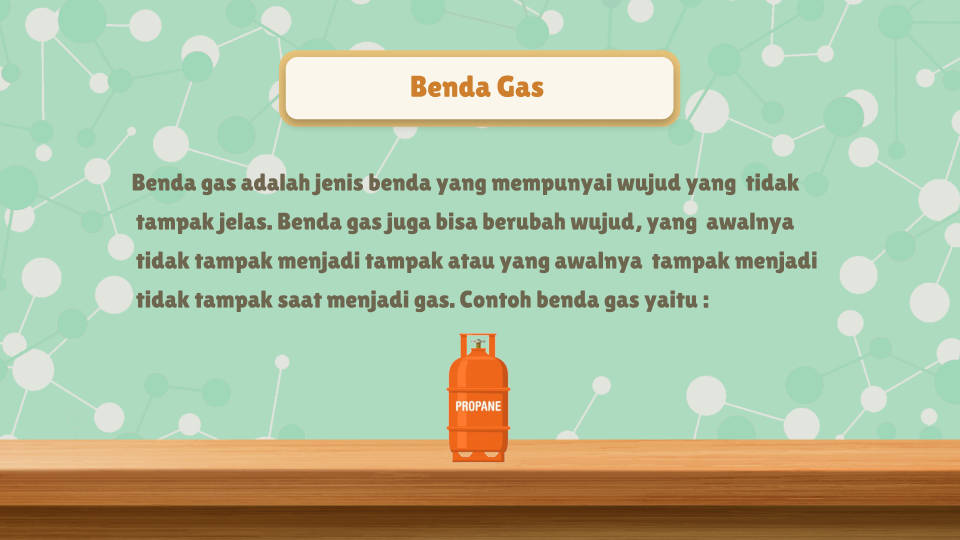 Benda Gas
Benda gas adalah jenis benda yang mempunyai wujud yang tidak
tampak jelas. Benda gas juga bisa berubah wujud, yang awalnya
tidak tampak menjadi tampak atau yang awalnya tampak menjadi
tidak tampak saat menjadi gas. Contoh benda gas yaitu :
PROPANE